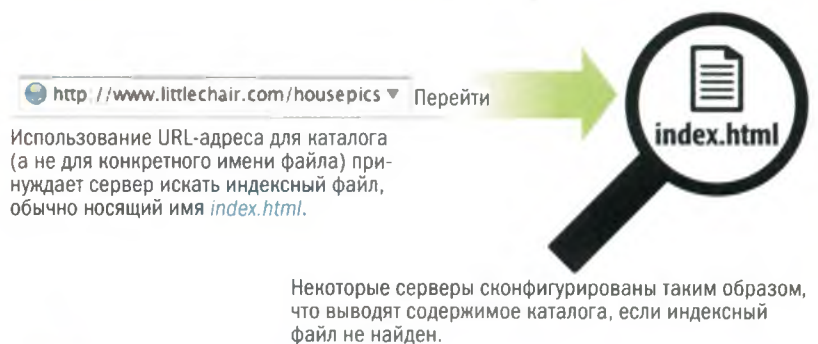 http://www.littlechair.com/housepics ▼ Перейти
index.html
Использование URL-адреса для каталога
(а не для конкретного имени файла) при-
нуждает сервер искать индексный файл,
обычно носящий имя index.html.
Некоторые серверы сконфигурированы таким образом,
что выводят содержимое каталога, если индексный
файл не найден.